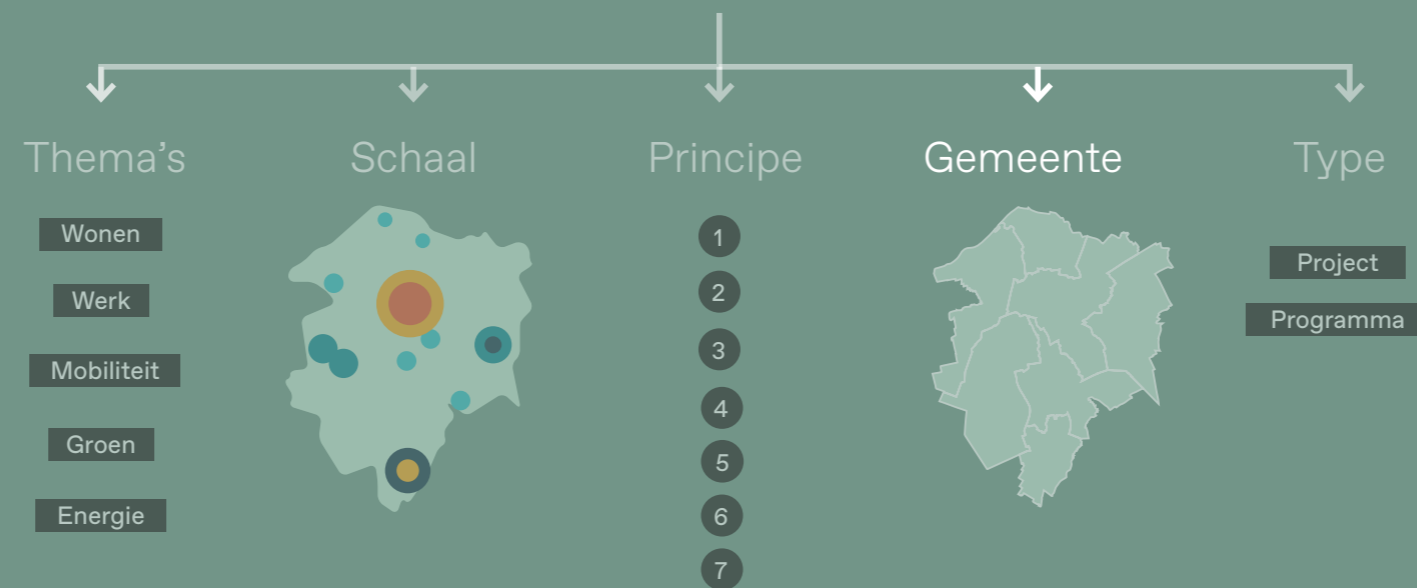 Thema's
Schaal
Principe
Gemeente
Type
Wonen
Werk
Mobiliteit
Groen
Energie
1
2
3
4
5
6
7
Project
Programma